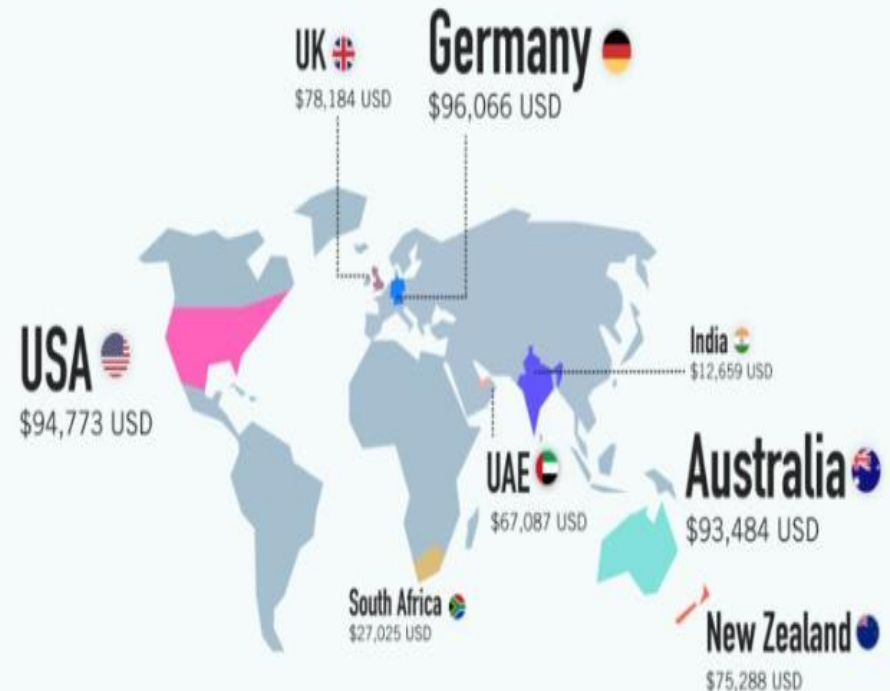 UK
$78,184 USD
Germany
$96,066 USD
USA
$94,773 USD
India
$12,659 USD
UAE
$67,087 USD
Australia
$93,484 USD
South Africa
$27,025 USD
New Zealand
$75,288 USD